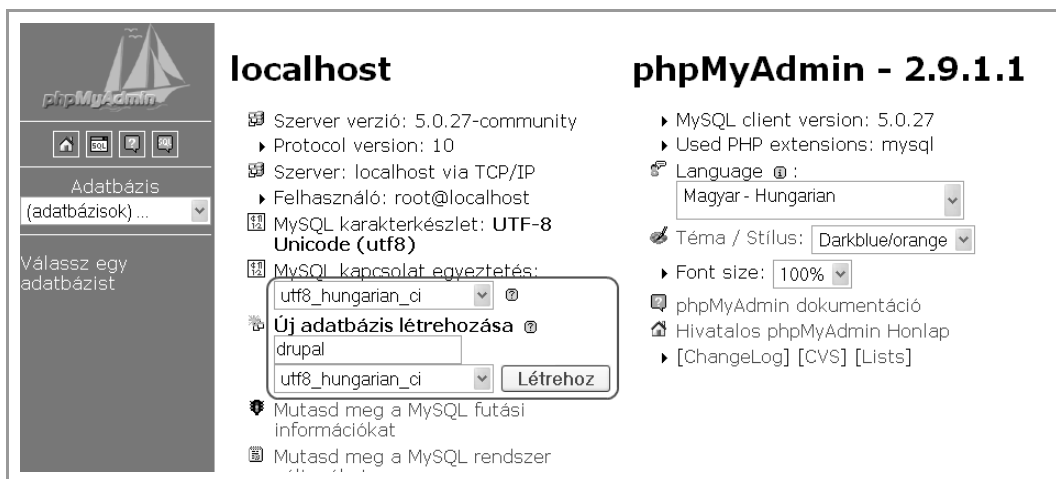 phpMyAdmin
SQL
SQL
Adatbázis
(adatbázisok) ...
Válassz egy
adatbázist
localhost
Szerver verzió: 5.0.27-community
Protocol version: 10
Szerver: localhost via TCP/IP
Felhasználó: root@localhost
MySQL karakterkészlet: UTF-8
Unicode (utf8)
MySQL kapcsolat egyeztetés:
utf8_hungarian_ci
Új adatbázis létrehozása
drupal
utf8_hungarian_ci
Létrehoz
Mutasd meg a MySQL futási
információkat
Mutasd meg a MySQL rendszer
phpMyAdmin - 2.9.1.1
MySQL client version: 5.0.27
Used PHP extensions: mysql
Language :
Magyar - Hungarian
Téma / Stílus: Darkblue/orange
Font size: 100%
phpMyAdmin dokumentáció
Hivatalos phpMyAdmin Honlap
[ChangeLog] [CVS] [Lists]